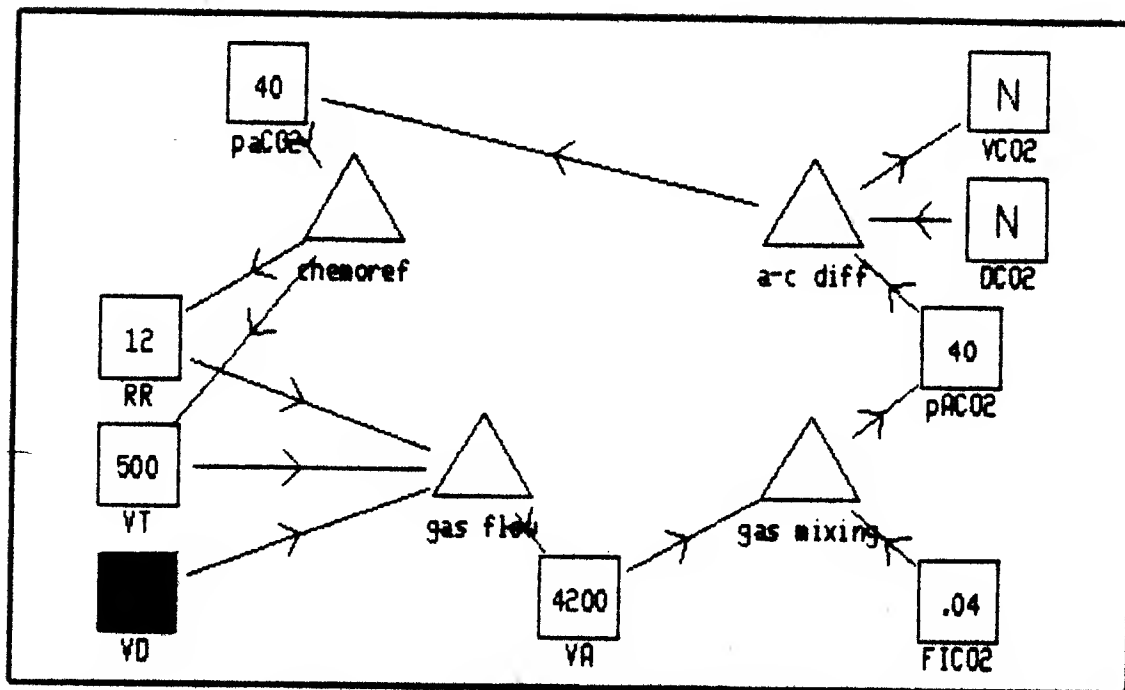 40
paCO2
N
VCO2
chemoref
a-c diff
N
DCO2
12
RR
40
pACO2
500
VT
gas flow
gas mixing
VD
4200
VA
.04
FICO2